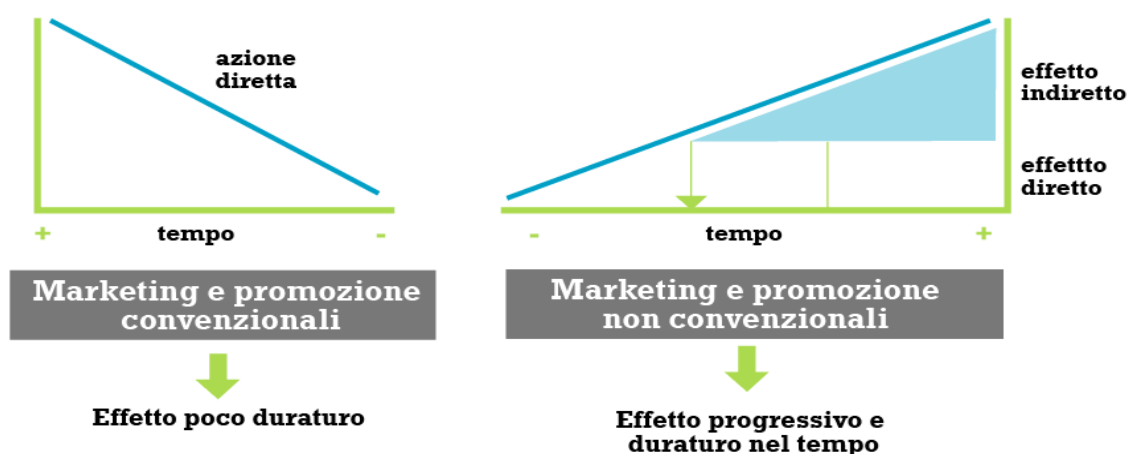 azione
diretta
+ tempo -
Marketing e promozione
convenzionali
Effetto poco duraturo
effetto
indiretto
effettto
diretto
- tempo +
Marketing e promozione
non convenzionali
Effetto progressivo e
duraturo nel tempo